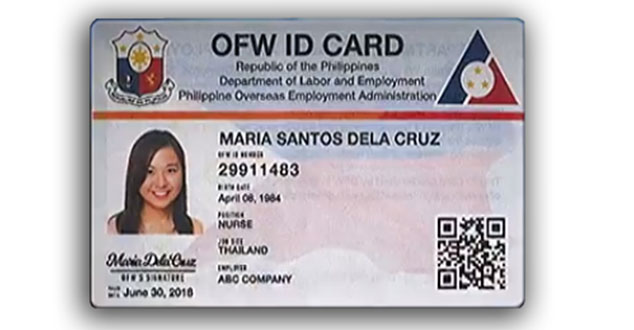 OFW ID CARD
Republic of the Philippines
Department of Labor and Employment
Philippine Overseas Employment Administration
MARIA SANTOS DELA CRUZ
OFW ID NUMBER
29911483
BIRTH DATE
April 08, 1984
POSITION
NURSE
JOB SITE
THAILAND
EMPLOYER
ABC COMPANY
Maria DelaCruz
OFW'S SIGNATURE
June 30, 2016